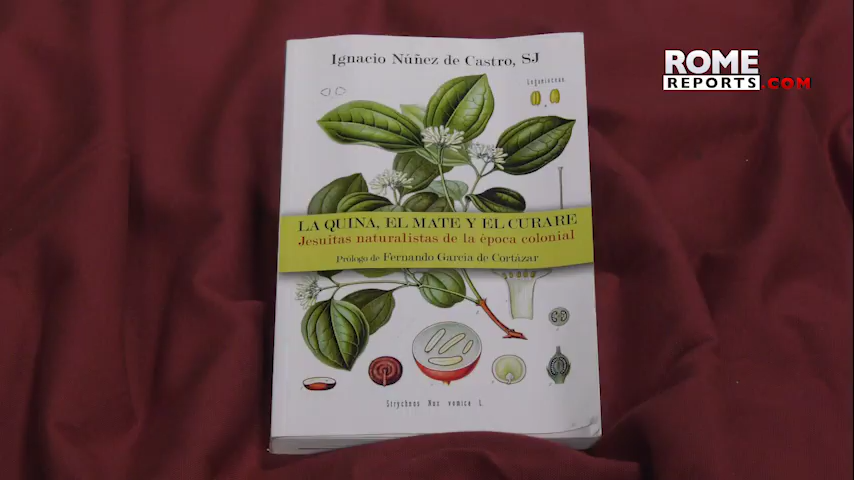 Ignacio Núñez de Castro, SJ
Loganiaceae.
LA QUINA, EL MATE Y EL CURARE
Jesuitas naturalistas de la época colonial
Prólogo de Fernando García de Cortázar
Strychnos Nux vomica L.
ROME
REPORTS.COM